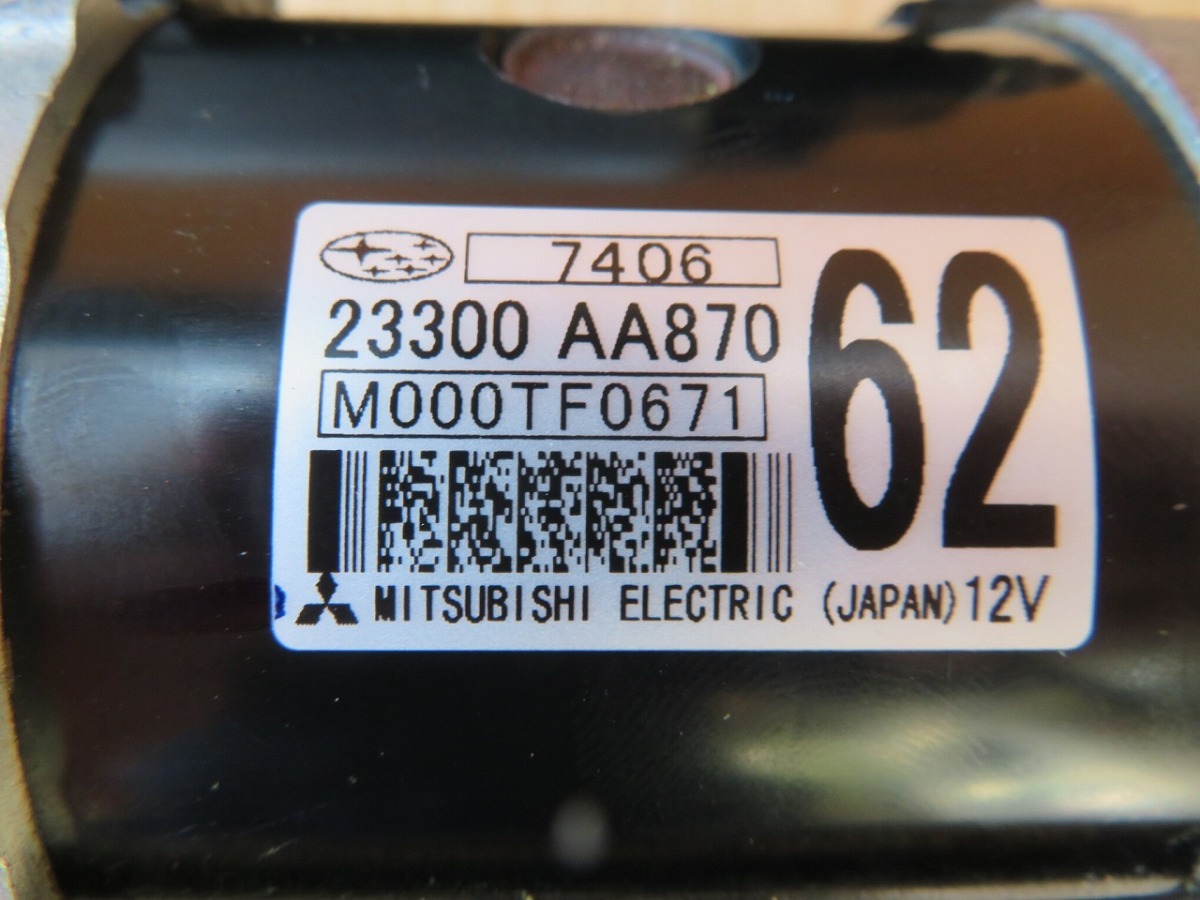 7406
23300 AA870
M000TF0671
62
MITSUBISHI ELECTRIC (JAPAN) 12V